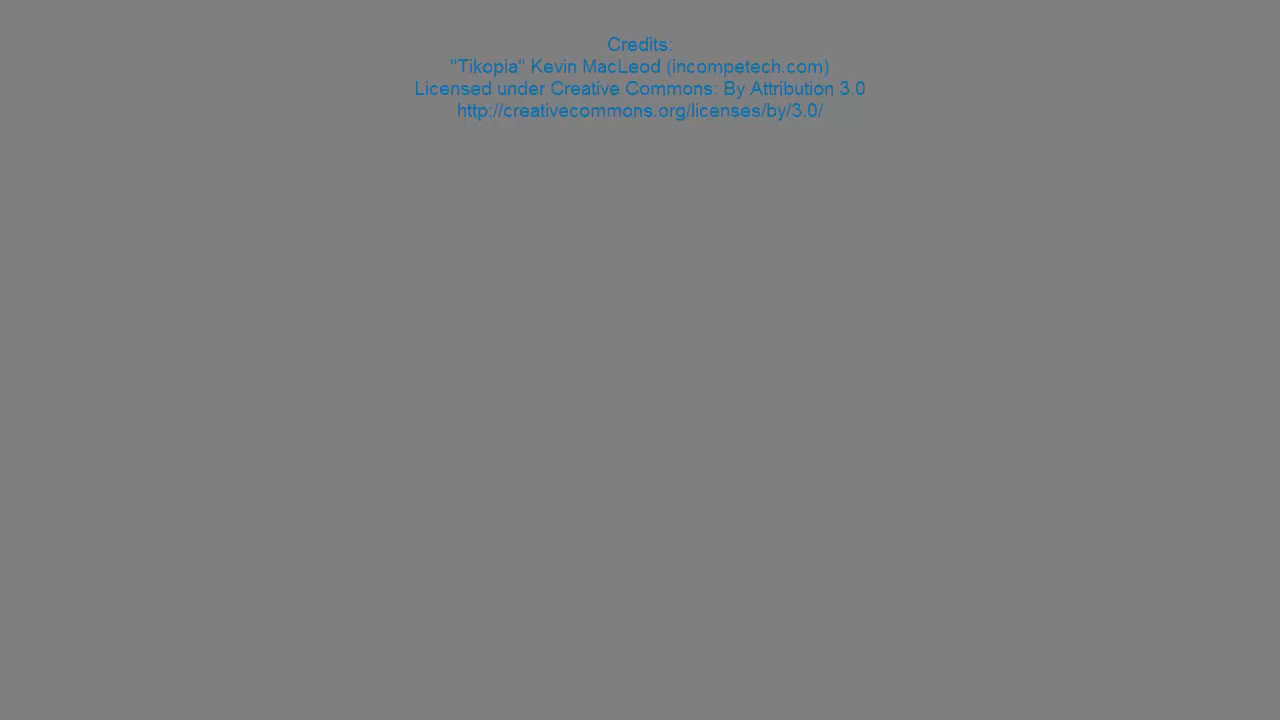 Credits:
"Tikopia" Kevin MacLeod (incompetech.com)
Licensed under Creative Commons: By Attribution 3.0
http://creativecommons.org/licenses/by/3.0/